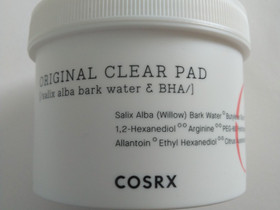 ORIGINAL CLEAR PAD
[salix alba bark water & BHA/]
Salix Alba (Willow) Bark Water
1,2-Hexanediol Arginine
Allantoin Ethyl Hexanediol
COSRX